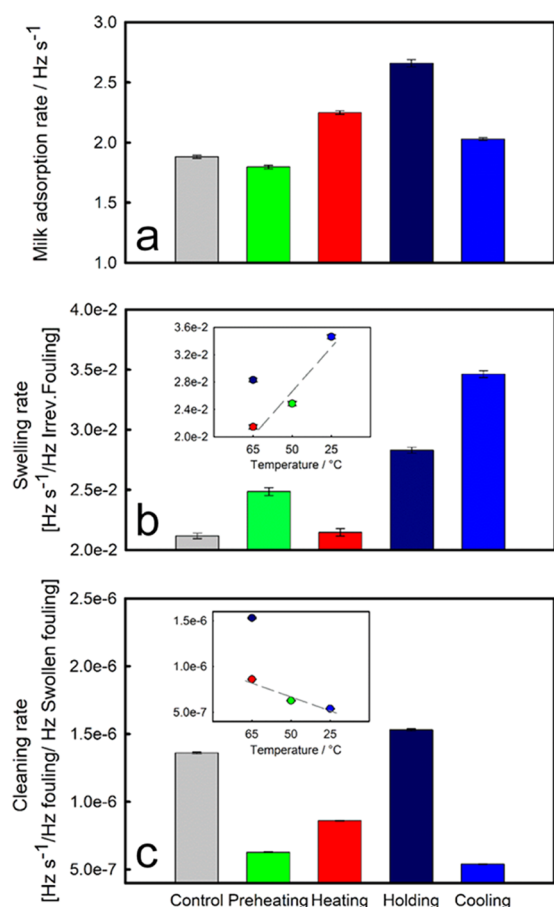 3.0
2.5
2.0
1.5
1.0
Milk adsorption rate / Hz s⁻¹
a
4.0e-2
3.5e-2
3.0e-2
2.5e-2
2.0e-2
Swelling rate
[Hz s⁻¹/Hz Irrev.Fouling]
3.6e-2
3.2e-2
2.8e-2
2.4e-2
2.0e-2
65 50 25
Temperature / °C
b
2.5e-6
2.0e-6
1.5e-6
1.0e-6
5.0e-7
Cleaning rate
[Hz s⁻¹/Hz fouling/ Hz Swollen fouling]
1.5e-6
1.0e-6
5.0e-7
65 50 25
Temperature / °C
c
Control Preheating Heating Holding Cooling